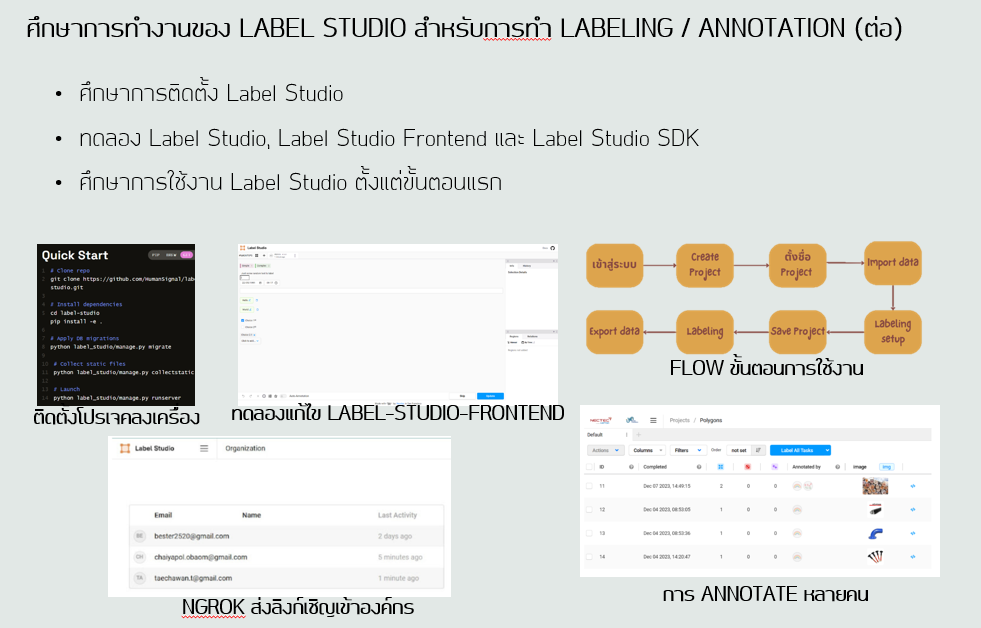 ศึกษาการทำงานของ LABEL STUDIO สำหรับการทำ LABELING / ANNOTATION (ต่อ)
• ศึกษาการติดตั้ง Label Studio
• ทดลอง Label Studio, Label Studio Frontend และ Label Studio SDK
• ศึกษาการใช้งาน Label Studio ตั้งแต่ขั้นตอนแรก
Quick Start
PIP
GIT
1 # Clone repo
2 git clone https://github.com/HumanSignal/labe
studio.git
3
4 # Install dependencies
5 cd label-studio
pip install -e .
# Apply DB migrations
python label_studio/manage.py migrate
# Collect static files
python label_studio/manage.py collectstatic
# Launch
python label_studio/manage.py runserver
ติดตั้งโปรเจคลงเครื่อง
Label Studio
ทดลองแก้ไข LABEL-STUDIO-FRONTEND
เข้าสู่ระบบ
Create Project
ตั้งชื่อ Project
Import data
Labeling setup
Save Project
Labeling
Export data
FLOW ขั้นตอนการใช้งาน
Label Studio
Organization
Email Name Last Activity
BE bester2520@gmail.com 2 days ago
CH chaiyapol.obaom@gmail.com 5 minutes ago
TA taechawan.t@gmail.com 1 minute ago
NGROK ส่งลิงก์เชิญเข้าองค์กร
NECTEC
Projects / Polygons
Default
Actions Columns Filters Order not set Label All Tasks
ID Completed Annotated by image img
11 Dec 07 2023, 14:49:15 2 0 0
12 Dec 04 2023, 08:53:05 1 0 0
13 Dec 04 2023, 08:53:36 1 0 0
14 Dec 04 2023, 14:20:47 1 0 0
การ ANNOTATE หลายคน